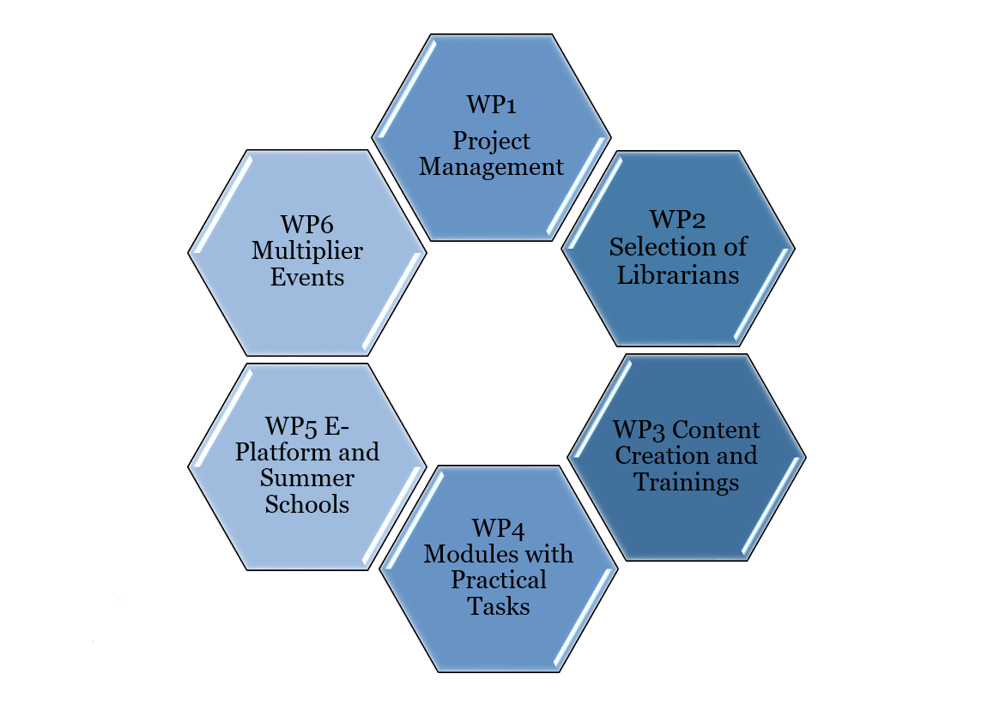 WP1
Project
Management
WP2
Selection of
Librarians
WP3 Content
Creation and
Trainings
WP4
Modules with
Practical
Tasks
WP5 E-
Platform and
Summer
Schools
WP6
Multiplier
Events